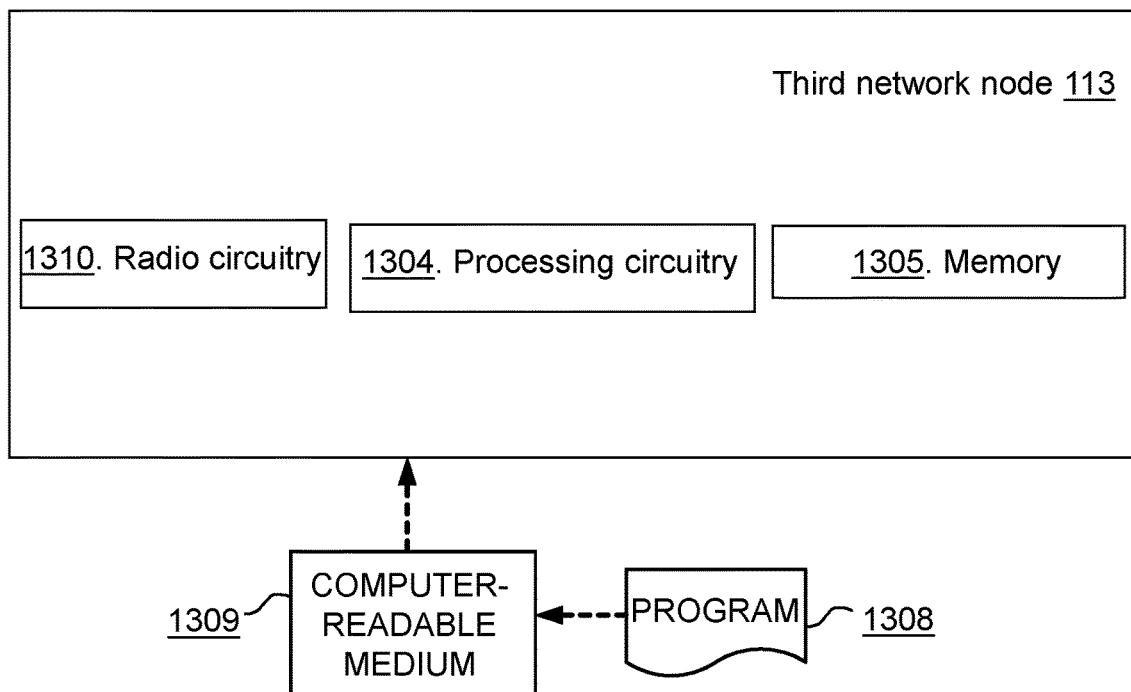 Third network node 113
1310. Radio circuitry
1304. Processing circuitry
1305. Memory
COMPUTER-
READABLE
MEDIUM
1309
PROGRAM
1308